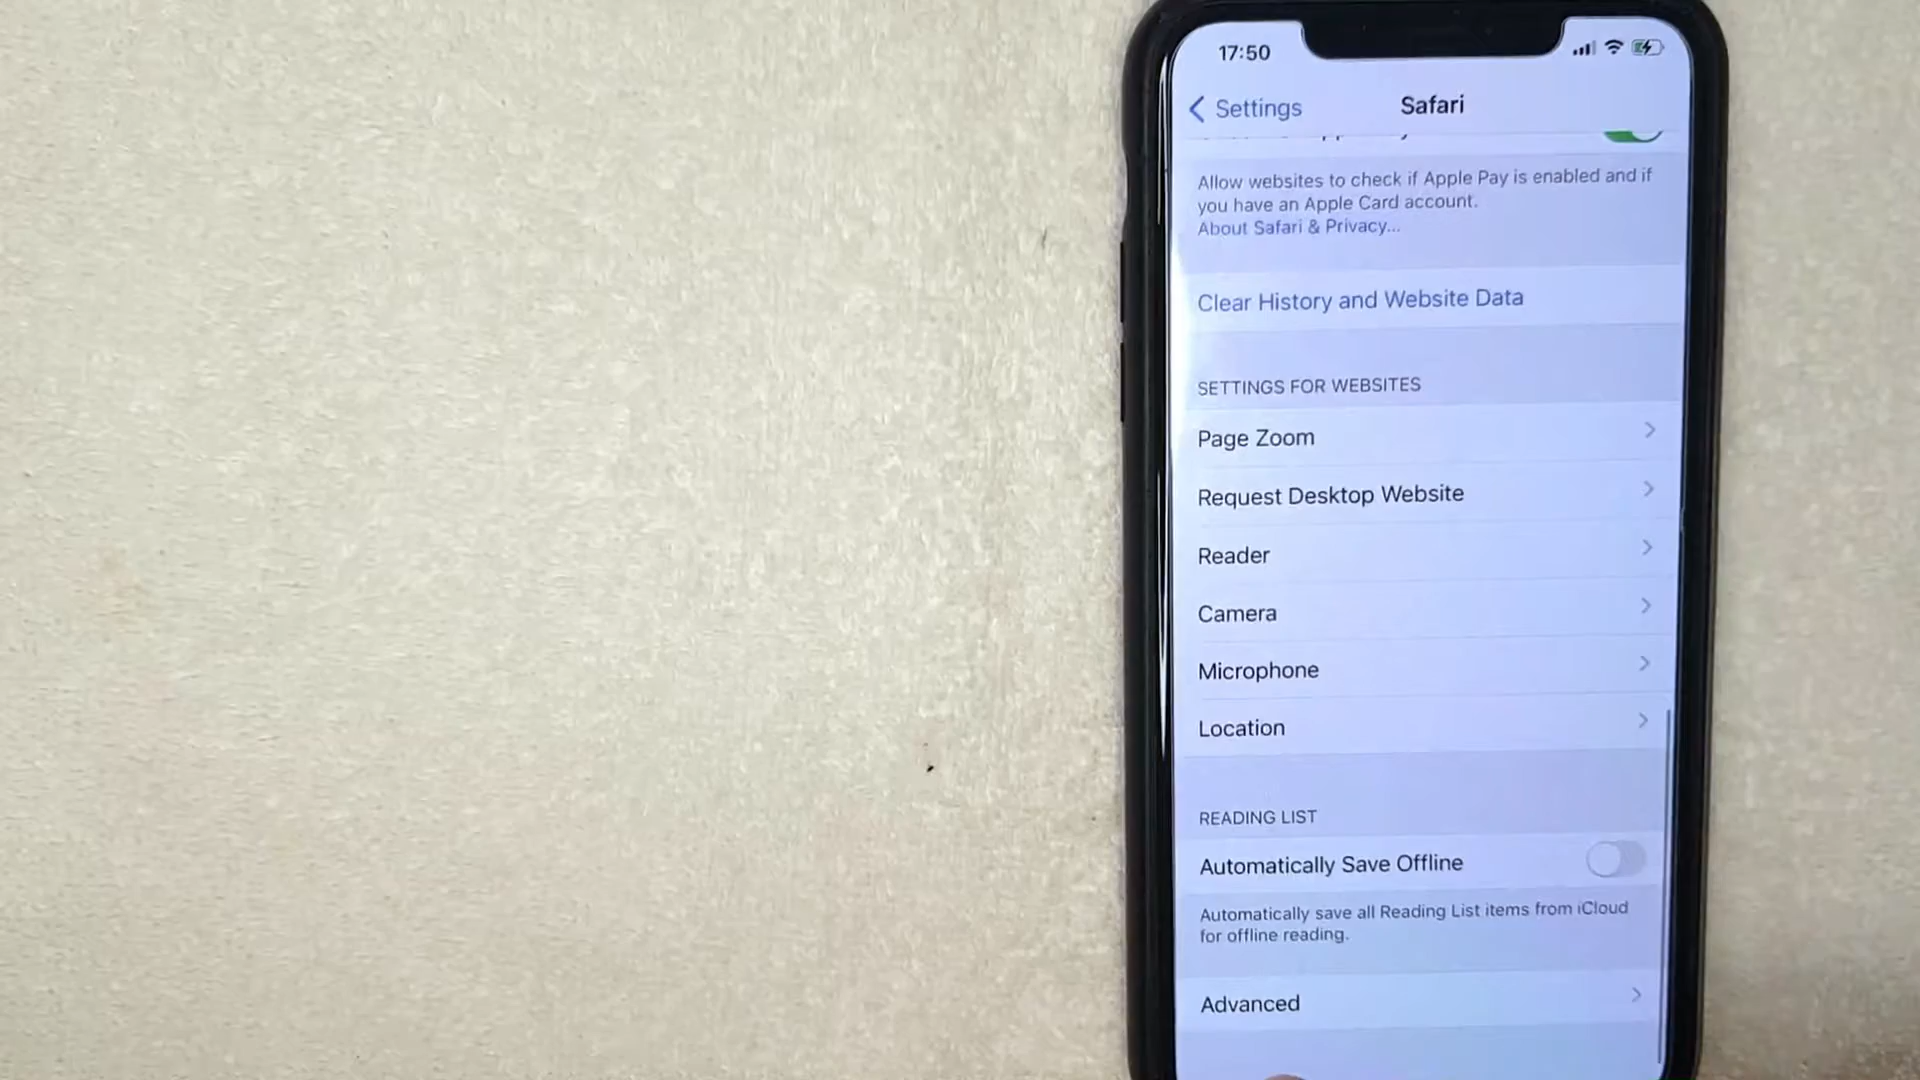 17:50
Settings
Safari
Allow websites to check if Apple Pay is enabled and if
you have an Apple Card account.
About Safari & Privacy...
Clear History and Website Data
SETTINGS FOR WEBSITES
Page Zoom
Request Desktop Website
Reader
Camera
Microphone
Location
READING LIST
Automatically Save Offline
Automatically save all Reading List items from iCloud
for offline reading.
Advanced